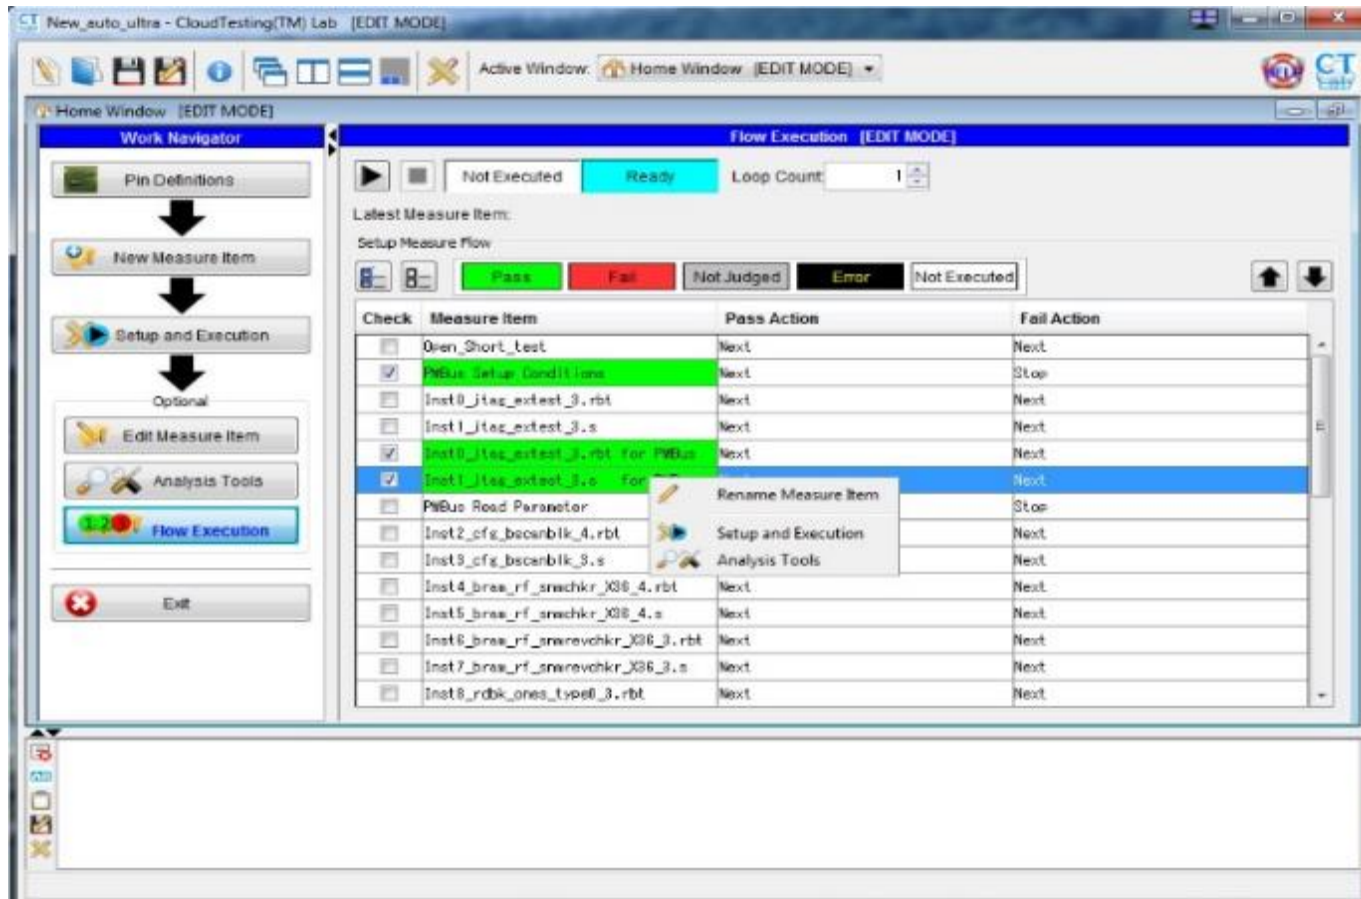 New_auto_ultra - CloudTesting(TM) Lab [EDIT MODE]
Active Window: Home Window [EDIT MODE]
HELP
CT
Lab
Home Window [EDIT MODE]
Work Navigator
Flow Execution [EDIT MODE]
Pin Definitions
Not Executed Ready Loop Count: 1
Latest Measure Item:
New Measure Item
Setup Measure Flow
Pass Fail Not Judged Error Not Executed
Setup and Execution
Check Measure Item Pass Action Fail Action
Open_Short_test Next Next
PMBus Setup Conditions Next Stop
Optional
Inst0_jtag_extest_3.rbt Next Next
Edit Measure Item
Inst1_jtag_extest_3.s Next Next
Inst0_jtag_extest_3.rbt for PMBus Next Next
Analysis Tools
Inst1_jtag_extest_3.s for Next
Rename Measure Item
PMBus Read Parameter Stop
Flow Execution
Inst2_cfg_bscanblk_4.rbt Setup and Execution Next
Inst3_cfg_bscanblk_3.s Analysis Tools Next
Inst4_bram_rf_snmchkr_X36_4.rbt Next Next
Exit
Inst5_bram_rf_snmchkr_X36_4.s Next Next
Inst6_bram_rf_snmrevchkr_X36_3.rbt Next Next
Inst7_bram_rf_snmrevchkr_X36_3.s Next Next
Inst8_rdbk_ones_type0_3.rbt Next Next